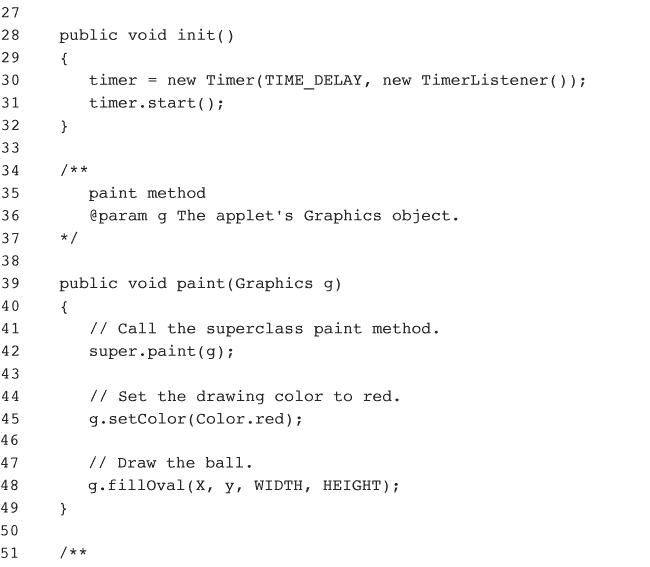 27
28    public void init()
29    {
30       timer = new Timer(TIME_DELAY, new TimerListener());
31       timer.start();
32    }
33
34    /**
35       paint method
36       @param g The applet's Graphics object.
37    */
38
39    public void paint(Graphics g)
40    {
41       // Call the superclass paint method.
42       super.paint(g);
43
44       // Set the drawing color to red.
45       g.setColor(Color.red);
46
47       // Draw the ball.
48       g.fillOval(X, y, WIDTH, HEIGHT);
49    }
50
51    /**